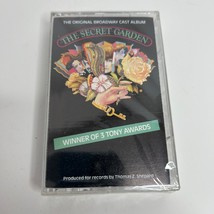 THE ORIGINAL BROADWAY CAST ALBUM
THE SECRET GARDEN
WINNER OF 3 TONY AWARDS
Produced for records by Thomas Z. Shepard